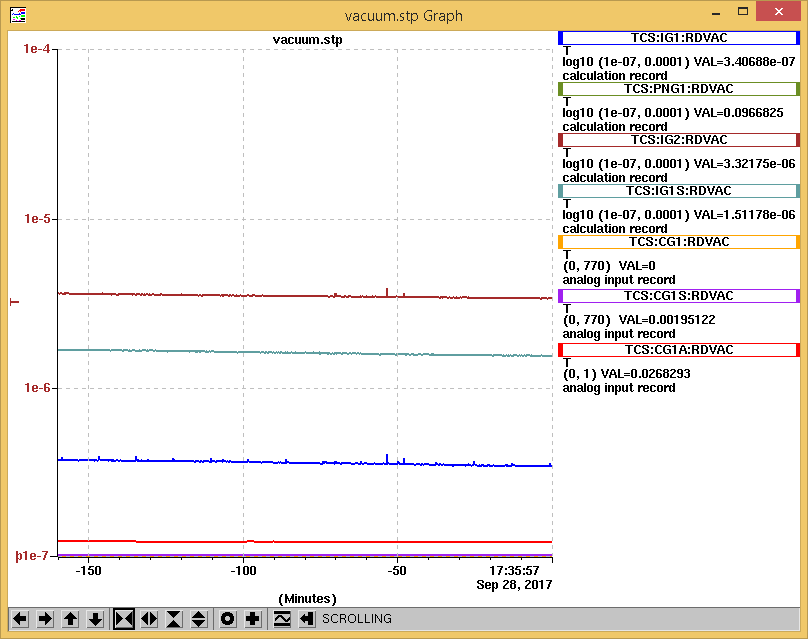 vacuum.stp Graph
vacuum.stp
1e-4
1e-5
T
1e-6
1e-7
-150 -100 -50 17:35:57
Sep 28, 2017
(Minutes)
TCS:IG1:RDVAC
T
log10 (1e-07, 0.0001) VAL=3.40688e-07
calculation record
TCS:PNG1:RDVAC
T
log10 (1e-07, 0.0001) VAL=0.0966825
calculation record
TCS:IG2:RDVAC
T
log10 (1e-07, 0.0001) VAL=3.32175e-06
calculation record
TCS:IG1S:RDVAC
T
log10 (1e-07, 0.0001) VAL=1.51178e-06
calculation record
TCS:CG1:RDVAC
T
(0, 770) VAL=0
analog input record
TCS:CG1S:RDVAC
T
(0, 770) VAL=0.00195122
analog input record
TCS:CG1A:RDVAC
T
(0, 1) VAL=0.0268293
analog input record
SCROLLING